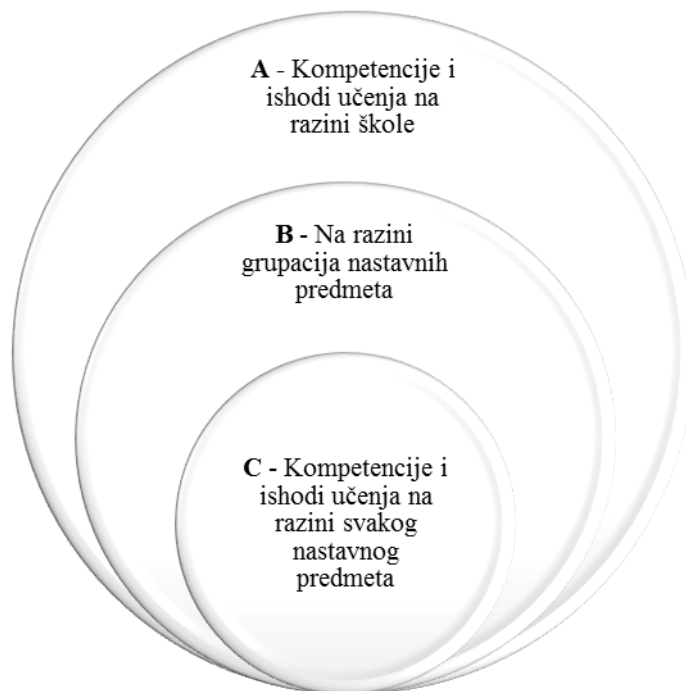 A - Kompetencije i
ishodi učenja na
razini škole
B - Na razini
grupacija nastavnih
predmeta
C - Kompetencije i
ishodi učenja na
razini svakog
nastavnog
predmeta